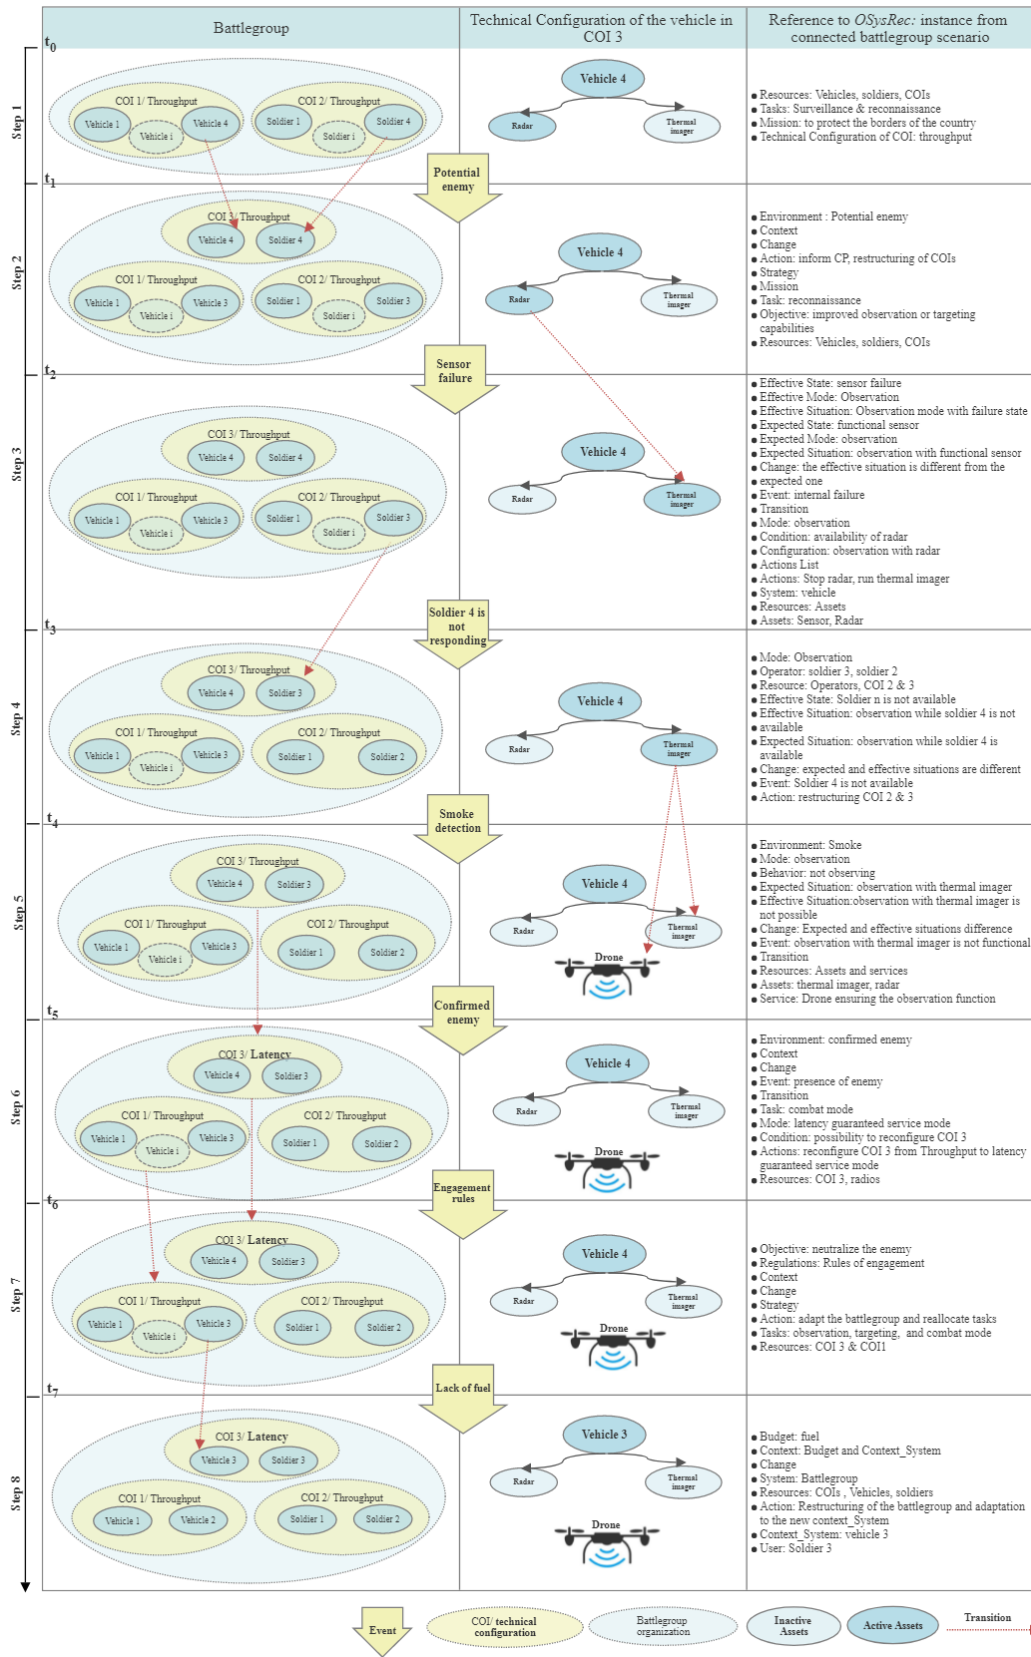 Battlegroup
Technical Configuration of the vehicle in
COI 3
Reference to OSysRec: instance from
connected battlegroup scenario
t0
Step 1
COI 1/ Throughput
Vehicle 1
Vehicle i
Vehicle 4
COI 2/ Throughput
Soldier 1
Soldier i
Soldier 4
Vehicle 4
Radar
Thermal
imager
● Resources: Vehicles, soldiers, COIs
● Tasks: Surveillance & reconnaissance
● Mission: to protect the borders of the country
● Technical Configuration of COI: throughput
t1
Potential
enemy
Step 2
COI 3/ Throughput
Vehicle 4
Soldier 4
COI 1/ Throughput
Vehicle 1
Vehicle i
Vehicle 3
COI 2/ Throughput
Soldier 1
Soldier i
Soldier 3
Vehicle 4
Radar
Thermal
imager
● Environment : Potential enemy
● Context
● Change
● Action: inform CP, restructuring of COIs
● Strategy
● Mission
● Task: reconnaissance
● Objective: improved observation or targeting
capabilities
● Resources: Vehicles, soldiers, COIs
t2
Sensor
failure
Step 3
COI 3/ Throughput
Vehicle 4
Soldier 4
COI 1/ Throughput
Vehicle 1
Vehicle i
Vehicle 3
COI 2/ Throughput
Soldier 1
Soldier i
Soldier 3
Vehicle 4
Radar
Thermal
imager
● Effective State: sensor failure
● Effective Mode: Observation
● Effective Situation: Observation mode with failure state
● Expected State: functional sensor
● Expected Mode: observation
● Expected Situation: observation with functional sensor
● Change: the effective situation is different from the
● expected one
● Event: internal failure
● Transition
● Mode: observation
● Condition: availability of radar
● Configuration: observation with radar
● Actions List
● Actions: Stop radar, run thermal imager
● System: vehicle
● Resources: Assets
● Assets: Sensor, Radar
t3
Soldier 4 is
not
responding
Step 4
COI 3/ Throughput
Vehicle 4
Soldier 3
COI 1/ Throughput
Vehicle 1
Vehicle i
Vehicle 3
COI 2/ Throughput
Soldier 1
Soldier 2
Vehicle 4
Radar
Thermal
imager
● Mode: Observation
● Operator: soldier 3, soldier 2
● Resource: Operators, COI 2 & 3
● Effective State: Soldier n is not available
● Effective Situation: observation while soldier 4 is not
● available
● Expected Situation: observation while soldier 4 is
available
● Change: expected and effective situations are different
● Event: Soldier 4 is not available
● Action: restructuring COI 2 & 3
t4
Smoke
detection
Step 5
COI 3/ Throughput
Vehicle 4
Soldier 3
COI 1/ Throughput
Vehicle 1
Vehicle i
Vehicle 3
COI 2/ Throughput
Soldier 1
Soldier 2
Vehicle 4
Radar
Thermal
imager
Drone
● Environment: Smoke
● Mode: observation
● Behavior: not observing
● Expected Situation: observation with thermal imager
● Effective Situation:observation with thermal imager is
not possible
● Change: Expected and effective situations difference
● Event: observation with thermal imager is not functional
● Transition
● Resources: Assets and services
● Assets: thermal imager, radar
● Service: Drone ensuring the observation function
t5
Confirmed
enemy
Step 6
COI 3/ Latency
Vehicle 4
Soldier 3
COI 1/ Throughput
Vehicle 1
Vehicle i
Vehicle 3
COI 2/ Throughput
Soldier 1
Soldier 2
Vehicle 4
Radar
Thermal
imager
Drone
● Environment: confirmed enemy
● Context
● Change
● Event: presence of enemy
● Transition
● Task: combat mode
● Mode: latency guaranteed service mode
● Condition: possibility to reconfigure COI 3
● Actions: reconfigure COI 3 from Throughput to latency
guaranteed service mode
● Resources: COI 3, radios
t6
Engagement
rules
Step 7
COI 3/ Latency
Vehicle 4
Soldier 3
COI 1/ Throughput
Vehicle 1
Vehicle i
Vehicle 3
COI 2/ Throughput
Soldier 1
Soldier 2
Vehicle 4
Radar
Thermal
imager
Drone
● Objective: neutralize the enemy
● Regulations: Rules of engagement
● Context
● Change
● Strategy
● Action: adapt the battlegroup and reallocate tasks
● Tasks: observation, targeting, and combat mode
● Resources: COI 3 & COI1
t7
Lack of fuel
Step 8
COI 3/ Latency
Vehicle 3
Soldier 3
COI 1/ Throughput
Vehicle 1
Vehicle 2
COI 2/ Throughput
Soldier 1
Soldier 2
Vehicle 3
Radar
Thermal
imager
Drone
● Budget: fuel
● Context: Budget and Context_System
● Change
● System: Battlegroup
● Resources: COIs , Vehicles, soldiers
● Action: Restructuring of the battlegroup and adaptation
to the new context_System
● Context_System: vehicle 3
● User: Soldier 3
Event
COI/ technical
configuration
Battlegroup
organization
Inactive
Assets
Active Assets
Transition